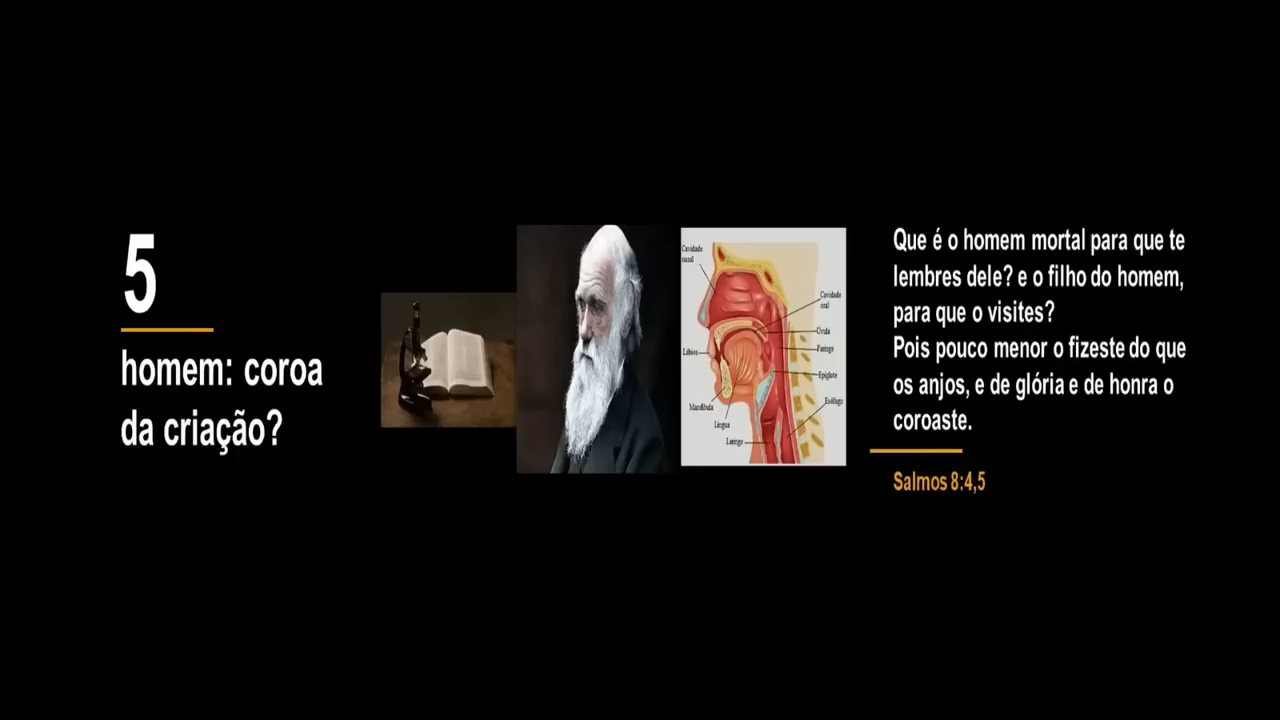 5
homem: coroa
da criação?
Cavidade
nasal
Cavidade
oral
Úvula
Faringe
Lábios
Epiglote
Esôfago
Mandíbula
Língua
Laringe
Que é o homem mortal para que te
lembres dele? e o filho do homem,
para que o visites?
Pois pouco menor o fizeste do que
os anjos, e de glória e de honra o
coroaste.
Salmos 8:4,5